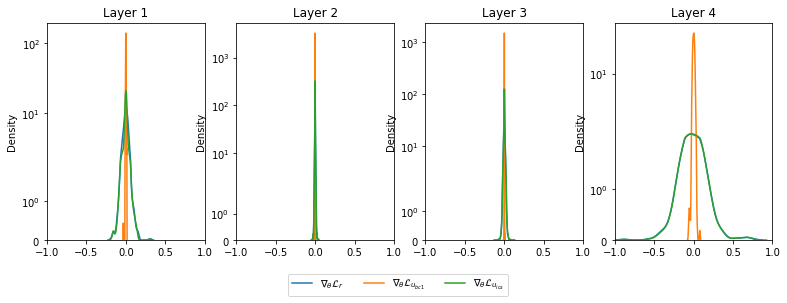 Layer 1 Layer 2 Layer 3 Layer 4
Density Density Density Density
10² 10¹ 10⁰ 0
10³ 10² 10¹ 10⁰ 0
10³ 10² 10¹ 10⁰ 0
10¹ 10⁰ 0
−1.0 −0.5 0.0 0.5 1.0 −1.0 −0.5 0.0 0.5 1.0 −1.0 −0.5 0.0 0.5 1.0 −1.0 −0.5 0.0 0.5 1.0
∇θℒr ∇θℒu_bc1 ∇θℒu_ics